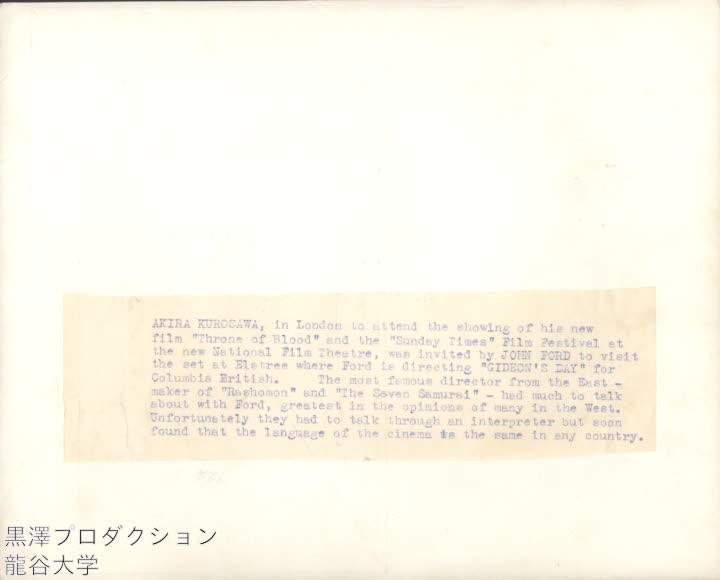 AKIRA KUROSAWA, in London to attend the showing of his new
film "Throne of Blood" and the "Sunday Times" Film Festival at
the new National Film Theatre, was invited by JOHN FORD to visit
the set at Elstree where Ford is directing "GIDEON'S DAY" for
Columbia British. The most famous director from the East -
maker of "Rashomon" and "The Seven Samurai" - had much to talk
about with Ford, greatest in the opinions of many in the West.
Unfortunately they had to talk through an interpreter but soon
found that the language of the cinema is the same in any country.
黒澤プロダクション
龍谷大学